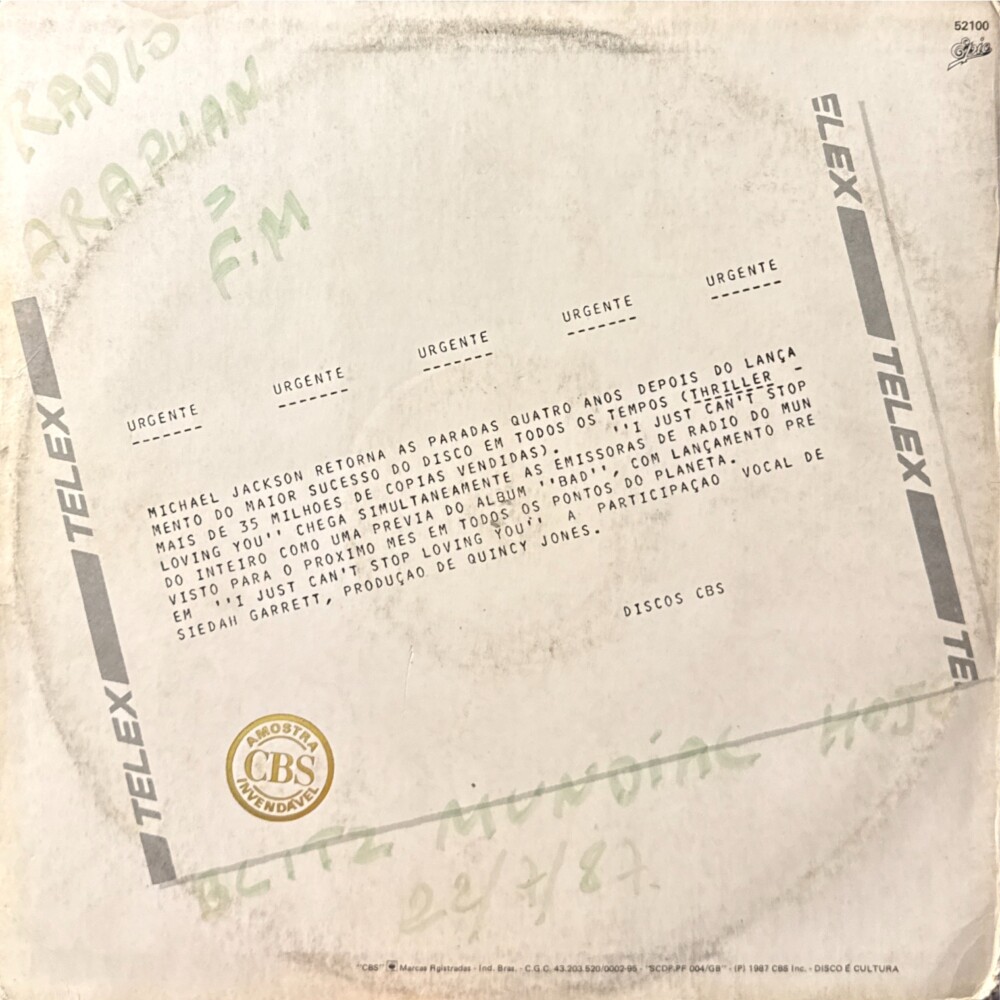 52100
Epic
RADIO
ARAPUAN
F.M
ELEX
TELEX
TE
TELEX
TELEX
URGENTE URGENTE URGENTE URGENTE URGENTE
------- ------- ------- ------- -------
MICHAEL JACKSON RETORNA AS PARADAS QUATRO ANOS DEPOIS DO LANÇA
MENTO DO MAIOR SUCESSO DO DISCO EM TODOS OS TEMPOS (THRILLER -
MAIS DE 35 MILHOES DE COPIAS VENDIDAS). ''I JUST CAN'T STOP
LOVING YOU'' CHEGA SIMULTANEAMENTE AS EMISSORAS DE RADIO DO MUN
DO INTEIRO COMO UMA PREVIA DO ALBUM ''BAD'', COM LANÇAMENTO PRE
VISTO PARA O PROXIMO MES EM TODOS OS PONTOS DO PLANETA.
EM ''I JUST CAN'T STOP LOVING YOU'' A PARTICIPAÇAO VOCAL DE
SIEDAH GARRETT, PRODUÇAO DE QUINCY JONES.
DISCOS CBS
AMOSTRA
CBS
INVENDÁVEL
BLITZ MUNDIAL HOJE
22/7/87.
"CBS" Marcas Rgistradas - Ind. Bras. - C.G.C. 43.203.520/0002-95 - "SCDP.PF 004/GB" - (P) 1987 CBS Inc. - DISCO É CULTURA